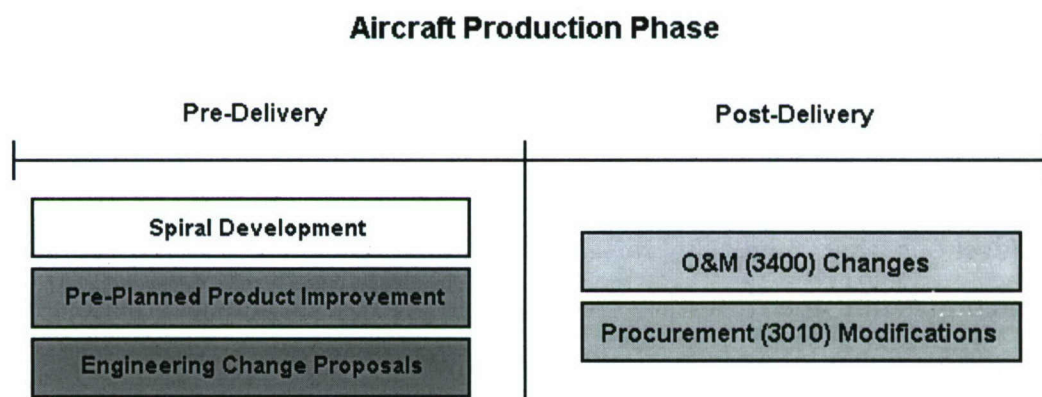 Aircraft Production Phase
Pre-Delivery
Post-Delivery
Spiral Development
Pre-Planned Product Improvement
Engineering Change Proposals
O&M (3400) Changes
Procurement (3010) Modifications